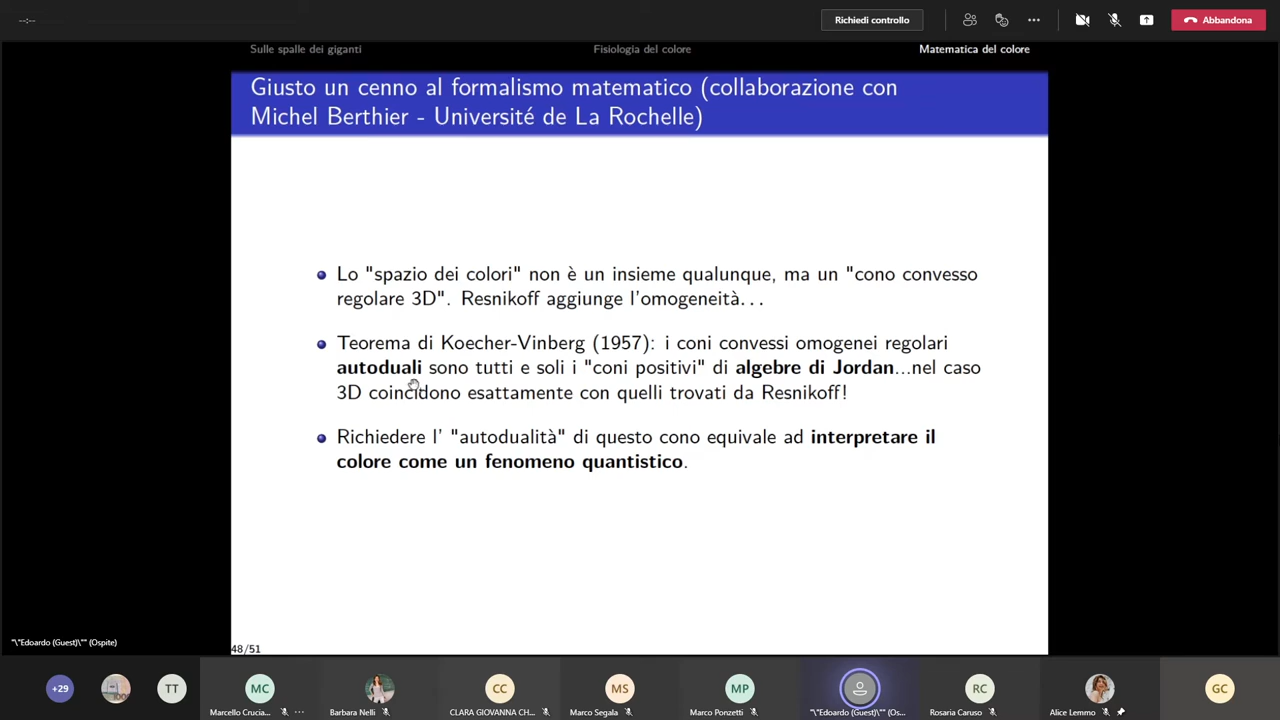 --:--
Richiedi controllo
Abbandona
Sulle spalle dei giganti
Fisiologia del colore
Matematica del colore
Giusto un cenno al formalismo matematico (collaborazione con
Michel Berthier - Université de La Rochelle)
Lo "spazio dei colori" non è un insieme qualunque, ma un "cono convesso
regolare 3D". Resnikoff aggiunge l'omogeneità...
Teorema di Koecher-Vinberg (1957): i coni convessi omogenei regolari
autoduali sono tutti e soli i "coni positivi" di algebre di Jordan...nel caso
3D coincidono esattamente con quelli trovati da Resnikoff!
Richiedere l' "autodualità" di questo cono equivale ad interpretare il
colore come un fenomeno quantistico.
"\"Edoardo (Guest)\"" (Ospite)
48/51
+29
TT
MC
CC
MS
MP
RC
GC
Marcello Crucia...
Barbara Nelli
CLARA GIOVANNA CH...
Marco Segala
Marco Ponzetti
"\"Edoardo (Guest)\"" (Os...
Rosaria Caruso
Alice Lemmo